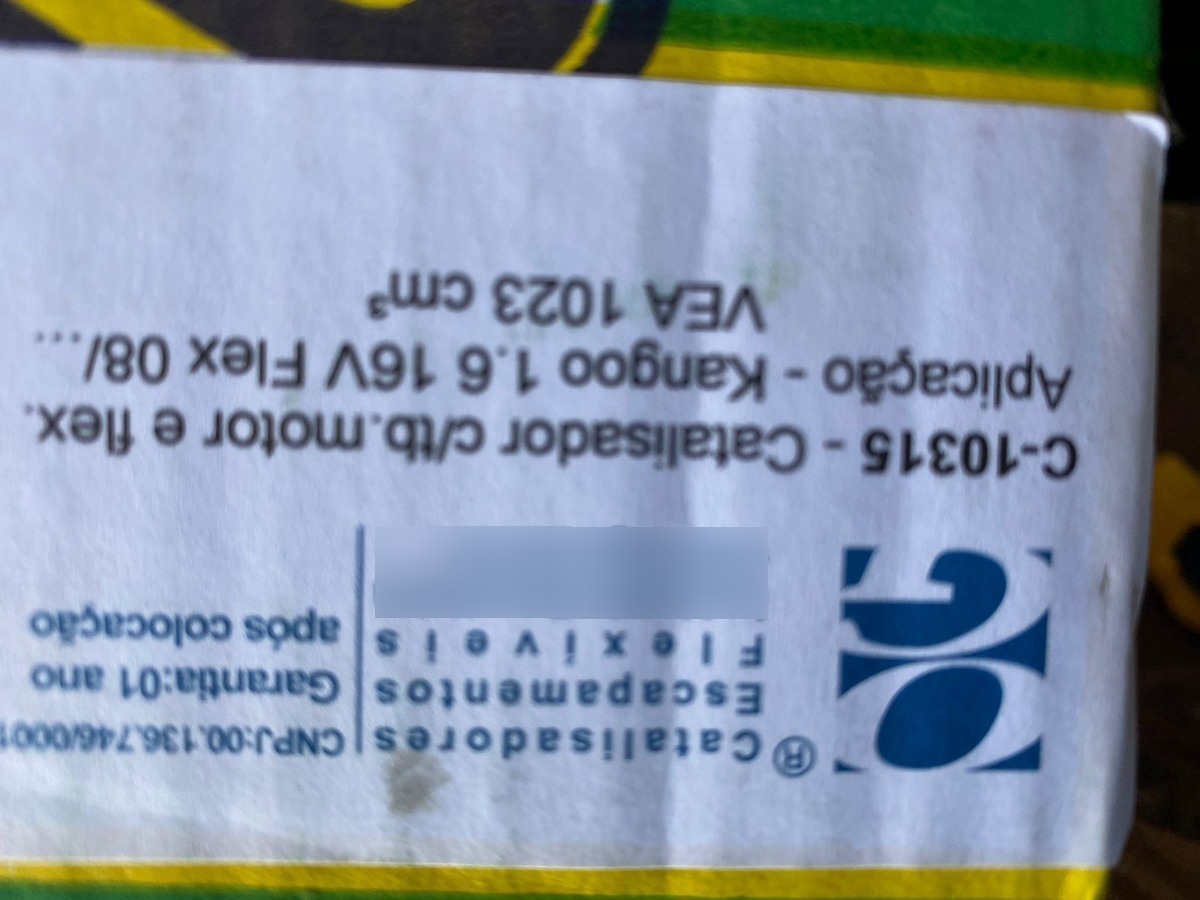 ® Catalisadores
Escapamentos
Flexíveis
CNPJ:00.136.746/0001
Garantia:01 ano
após colocação
C-10315 - Catalisador c/tb.motor e flex.
Aplicação - Kangoo 1.6 16V Flex 08/...
VEA 1023 cm³